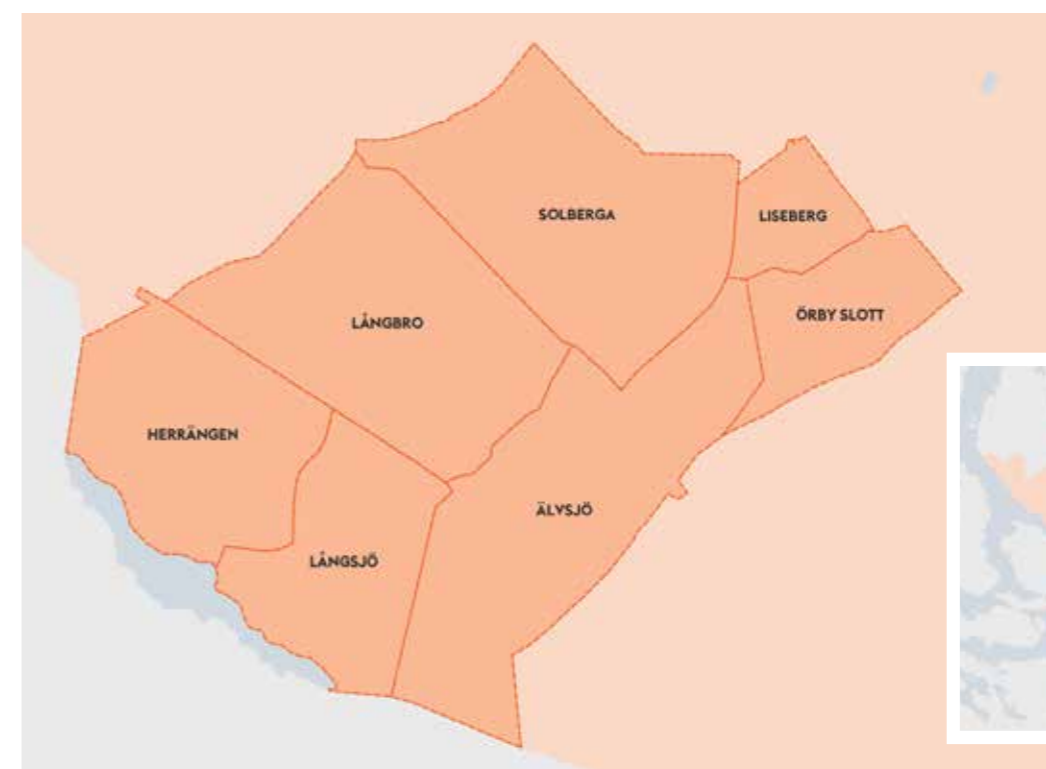 SOLBERGA
LISEBERG
ÖRBY SLOTT
LÅNGBRO
HERRÄNGEN
ÄLVSJÖ
LÅNGSJÖ